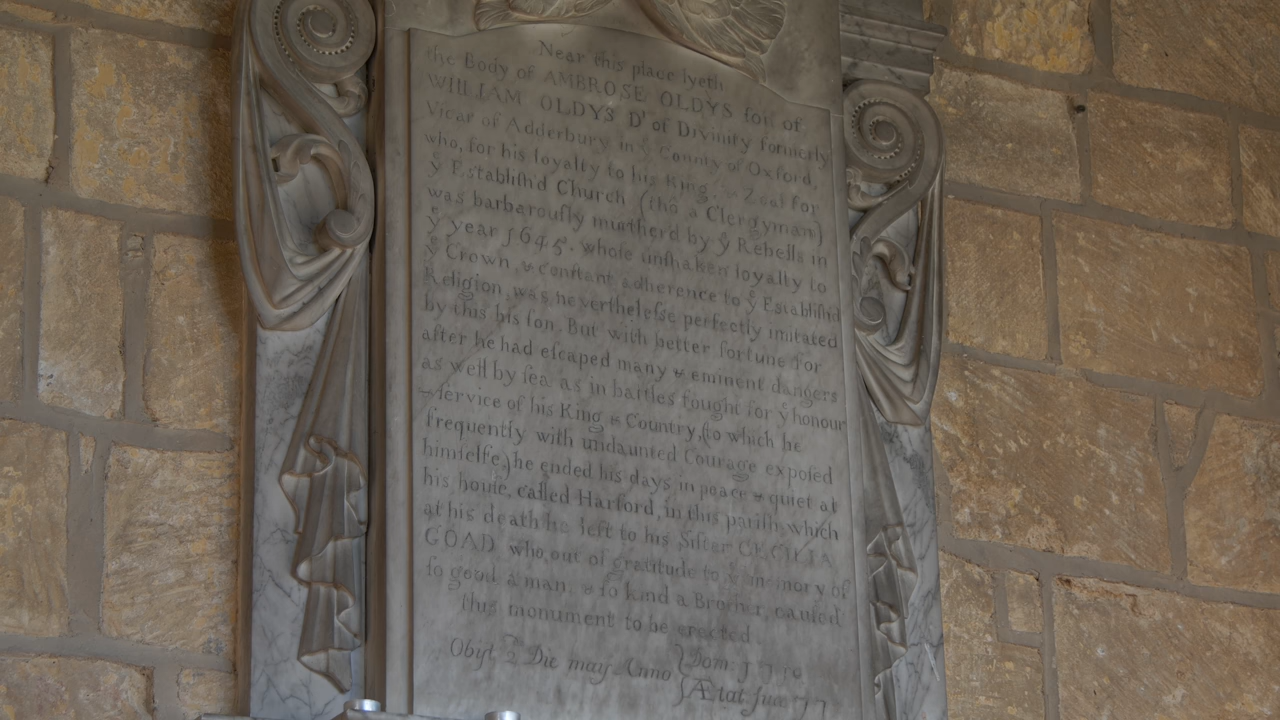 Near this place lyeth
the Body of AMBROSE OLDYS ſon of
WILLIAM OLDYS Dʳ of Divinity formerly
Vicar of Adderbury in yᵉ County of Oxford,
who, for his loyalty to his King & Zeal for
yᵉ Establiſh'd Church (tho a Clergyman)
was barbarouſly murther'd by yᵉ Rebells in
yᵉ year 1645. whoſe unſhaken loyalty to
yᵉ Crown, & conſtant adherence to yᵉ Establiſh'd
Religion, was nevertheleſse perfectly imitated
by this his ſon. But with better fortune for
after he had eſcaped many & eminent dangers
as well by ſea as in battles fought for yᵉ honour
& ſervice of his King & Country, (to which he
frequently with undaunted Courage expoſed
himſelfe,) he ended his days in peace & quiet at
his houſe, called Harford, in this pariſh, which
at his death he left to his Siſter CECILIA
GOAD who, out of gratitude to yᵉ memory of
ſo good a man, & ſo kind a Brother, cauſed
this monument to be erected.
Obijt 2° Die may Anno { Dom: 1710
{ Ætat. ſuæ 77